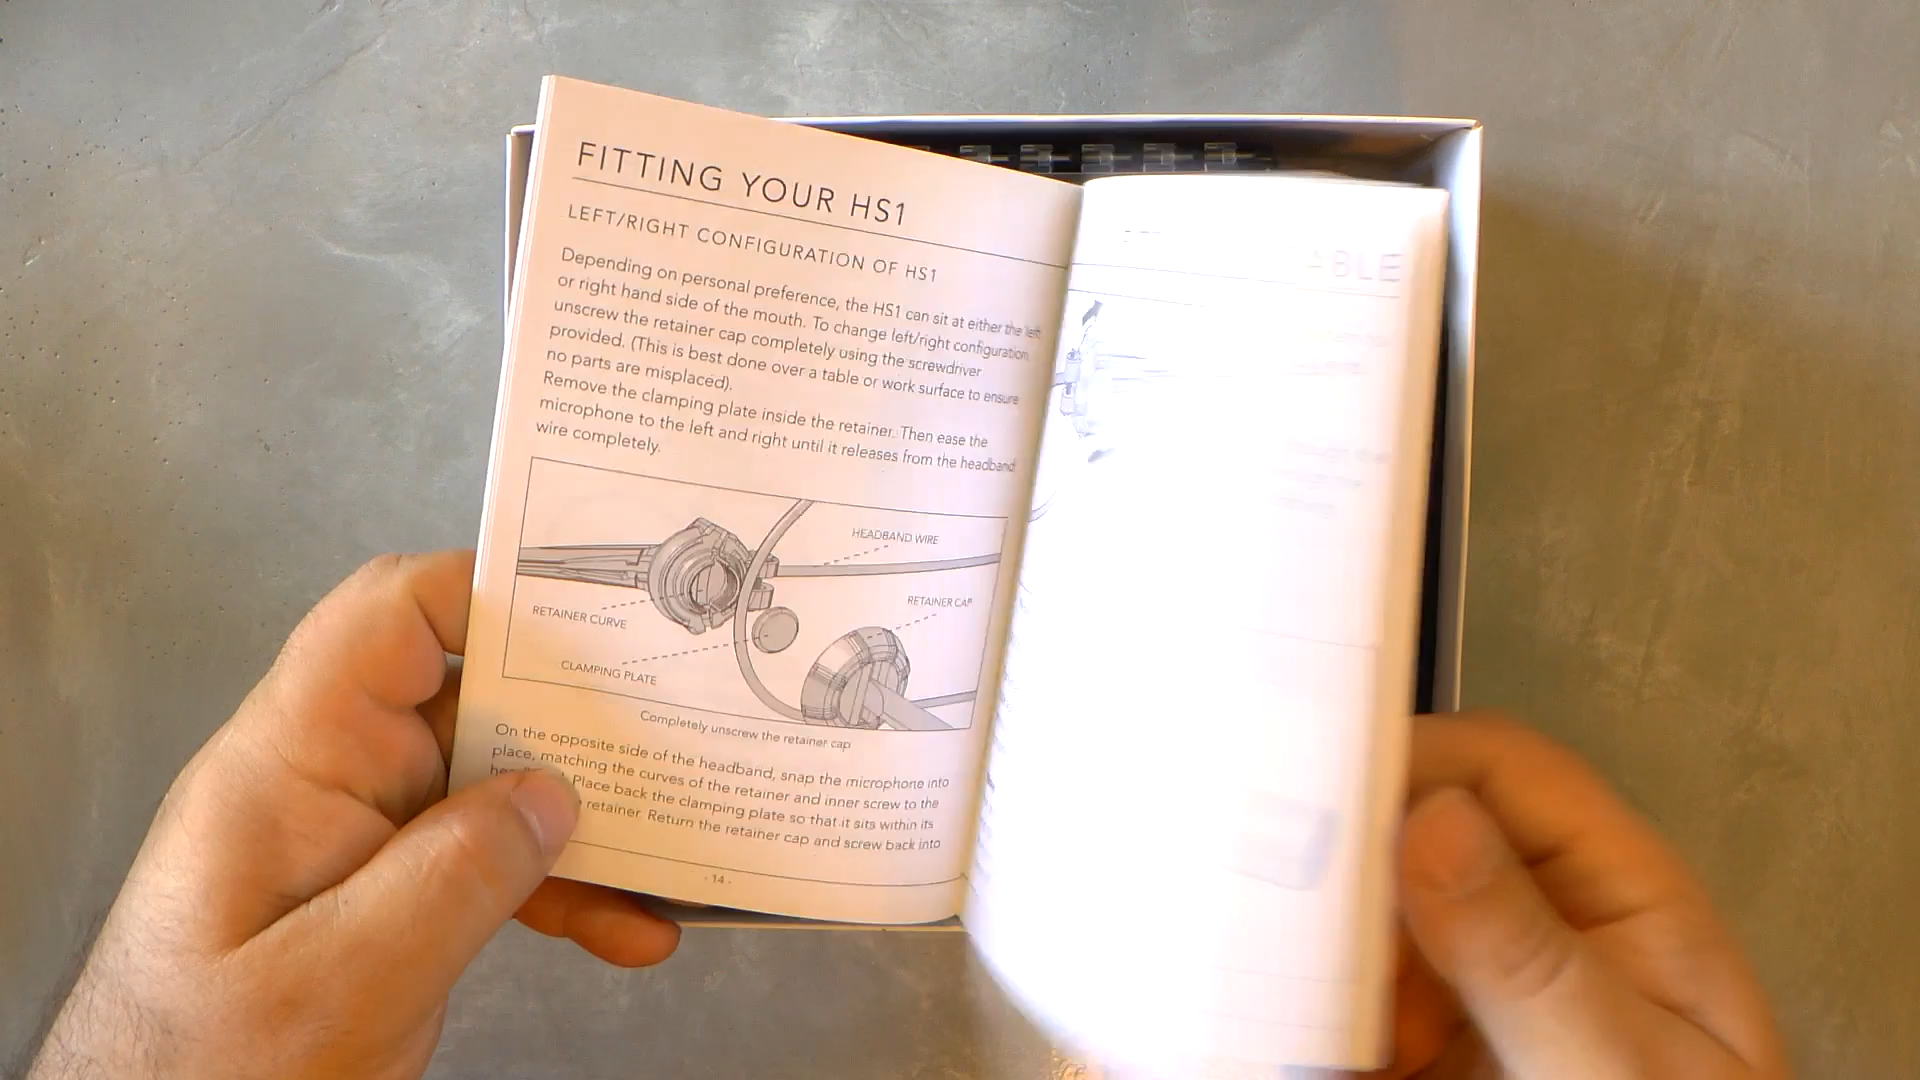 FITTING YOUR HS1
LEFT/RIGHT CONFIGURATION OF HS1
Depending on personal preference, the HS1 can sit at either the left
or right hand side of the mouth. To change left/right configuration,
unscrew the retainer cap completely using the screwdriver
provided. (This is best done over a table or work surface to ensure
no parts are misplaced).
Remove the clamping plate inside the retainer. Then ease the
microphone to the left and right until it releases from the headband
wire completely.
HEADBAND WIRE
RETAINER CAP
RETAINER CURVE
CLAMPING PLATE
Completely unscrew the retainer cap
On the opposite side of the headband, snap the microphone into
place, matching the curves of the retainer and inner screw to the
Place back the clamping plate so that it sits within its
retainer. Return the retainer cap and screw back into
- 14 -